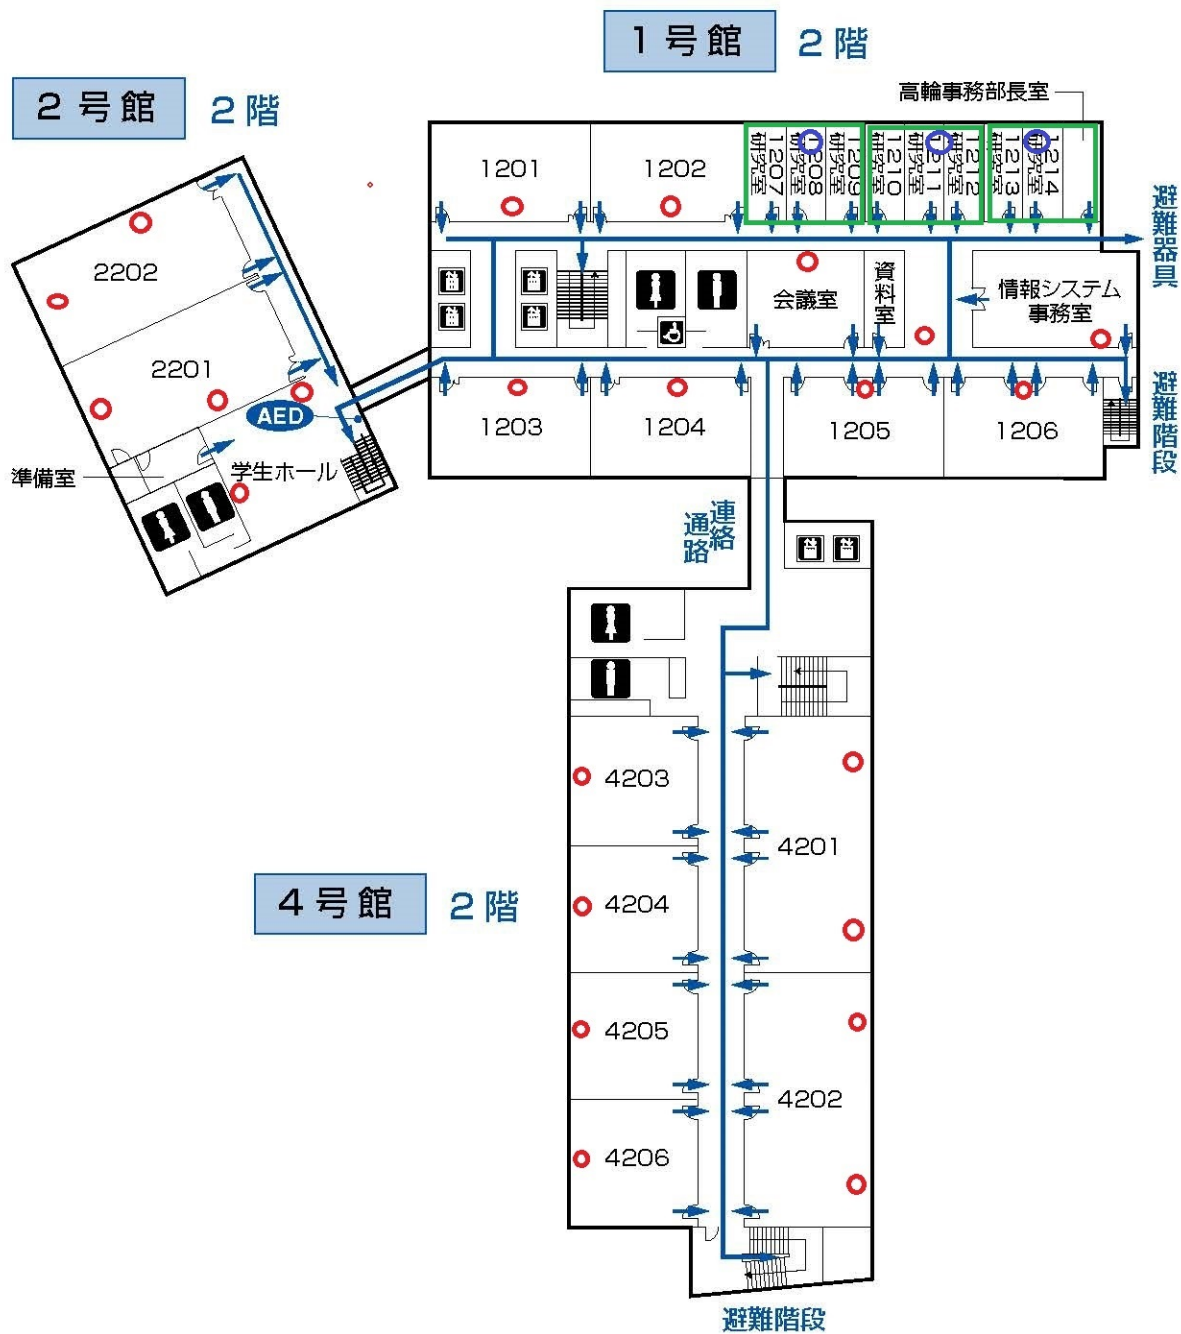 1号館 2階
2号館 2階
高輪事務部長室
1201
1202
1207
研究室
1208
研究室
1209
研究室
1210
研究室
1211
研究室
1212
研究室
1213
研究室
1214
研究室
避難器具
2202
会議室
資料室
情報システム
事務室
2201
AED
1203
1204
1205
1206
避難階段
準備室
学生ホール
連絡
通路
4203
4201
4号館 2階
4204
4205
4202
4206
避難階段